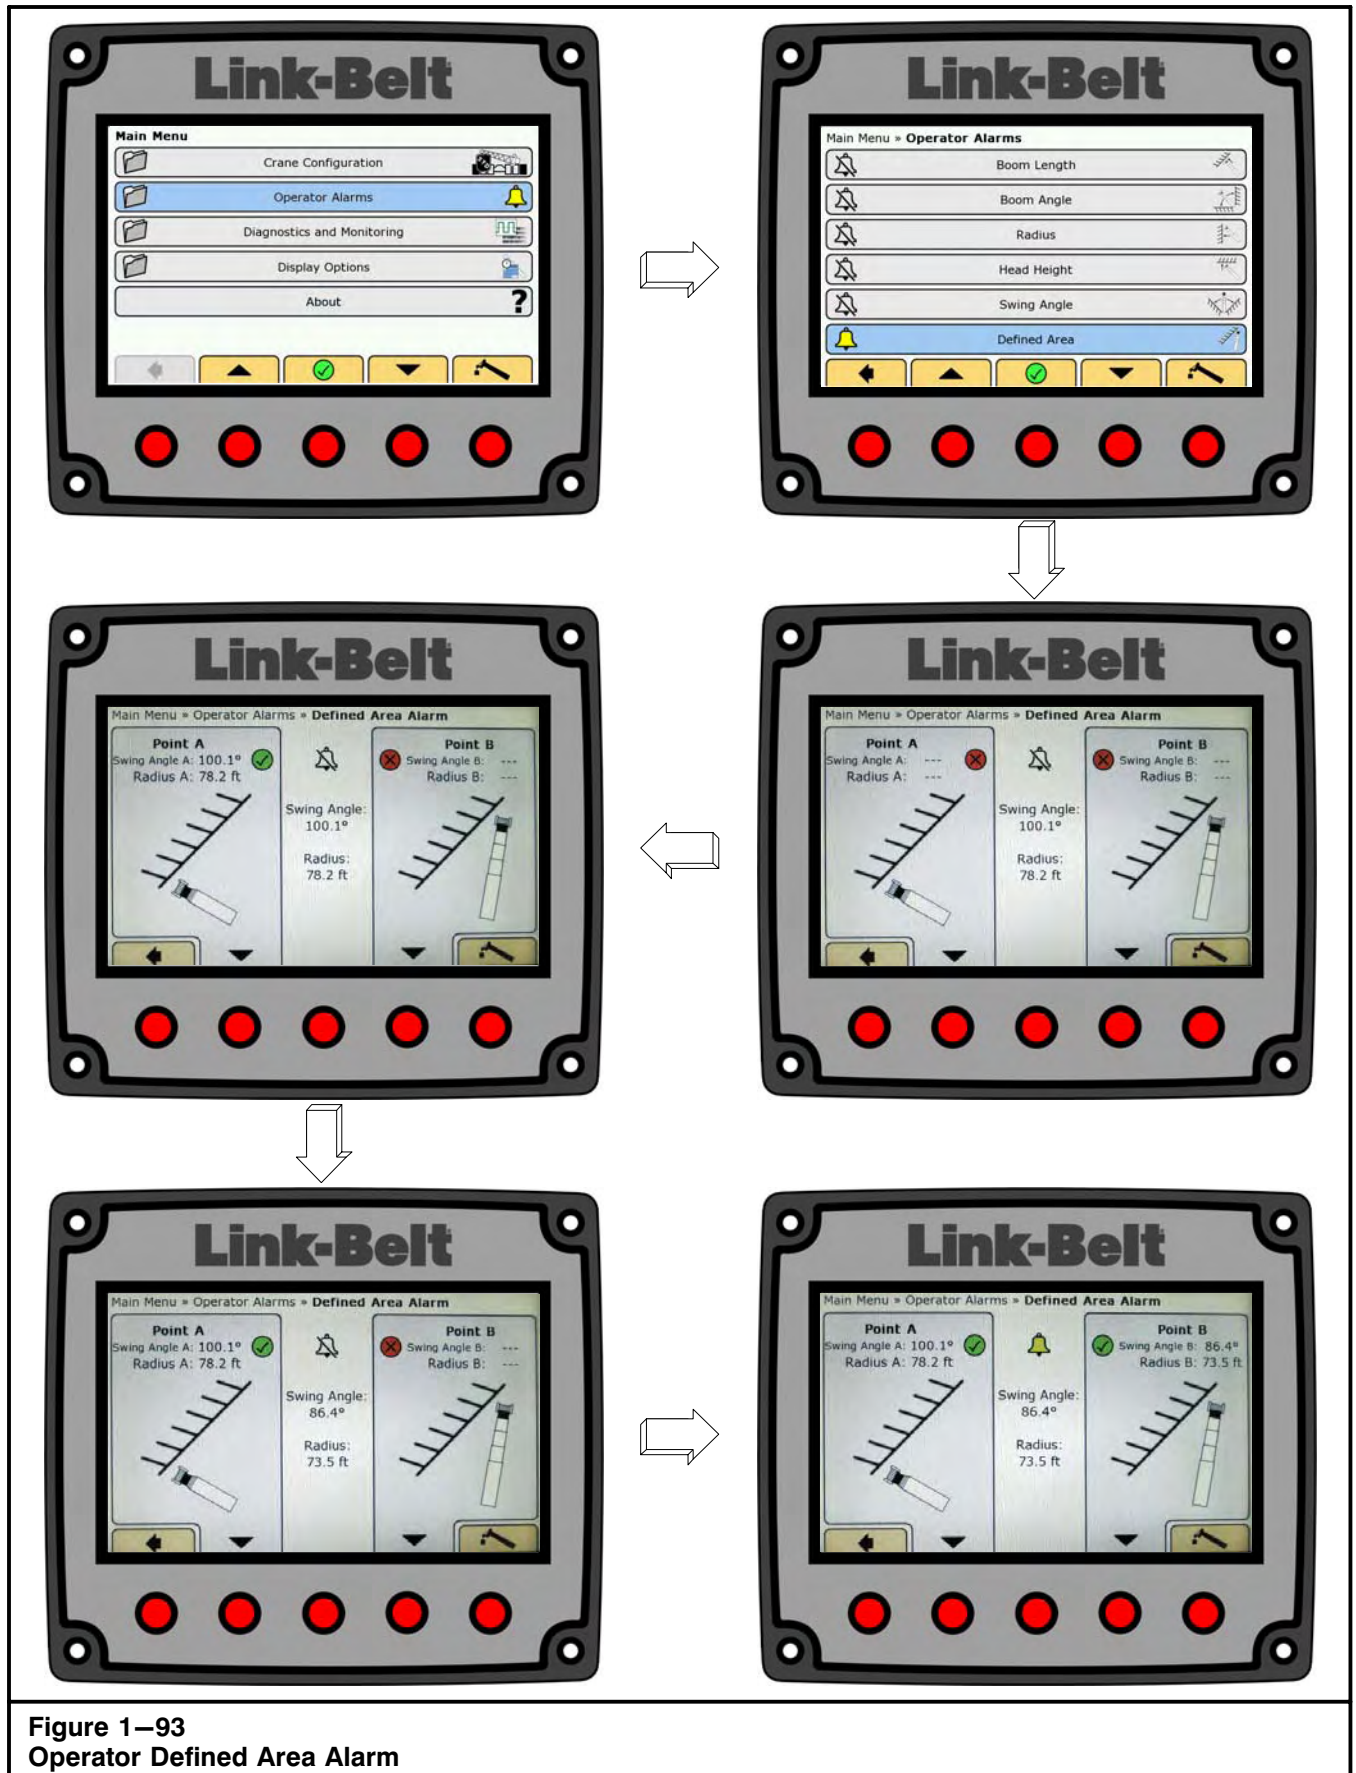 Link-Belt
Main Menu
Crane Configuration
Operator Alarms
Diagnostics and Monitoring
Display Options
About
?
Link-Belt
Main Menu » Operator Alarms
Boom Length
Boom Angle
Radius
Head Height
Swing Angle
Defined Area
Link-Belt
Main Menu » Operator Alarms » Defined Area Alarm
Point A
Swing Angle A: 100.1°
Radius A: 78.2 ft
Swing Angle:
100.1°
Radius:
78.2 ft
Point B
Swing Angle B: ---
Radius B: ---
Link-Belt
Main Menu » Operator Alarms » Defined Area Alarm
Point A
Swing Angle A: ---
Radius A: ---
Swing Angle:
100.1°
Radius:
78.2 ft
Point B
Swing Angle B: ---
Radius B: ---
Link-Belt
Main Menu » Operator Alarms » Defined Area Alarm
Point A
Swing Angle A: 100.1°
Radius A: 78.2 ft
Swing Angle:
86.4°
Radius:
73.5 ft
Point B
Swing Angle B: ---
Radius B: ---
Link-Belt
Main Menu » Operator Alarms » Defined Area Alarm
Point A
Swing Angle A: 100.1°
Radius A: 78.2 ft
Swing Angle:
86.4°
Radius:
73.5 ft
Point B
Swing Angle B: 86.4°
Radius B: 73.5 ft
Figure 1–93
Operator Defined Area Alarm